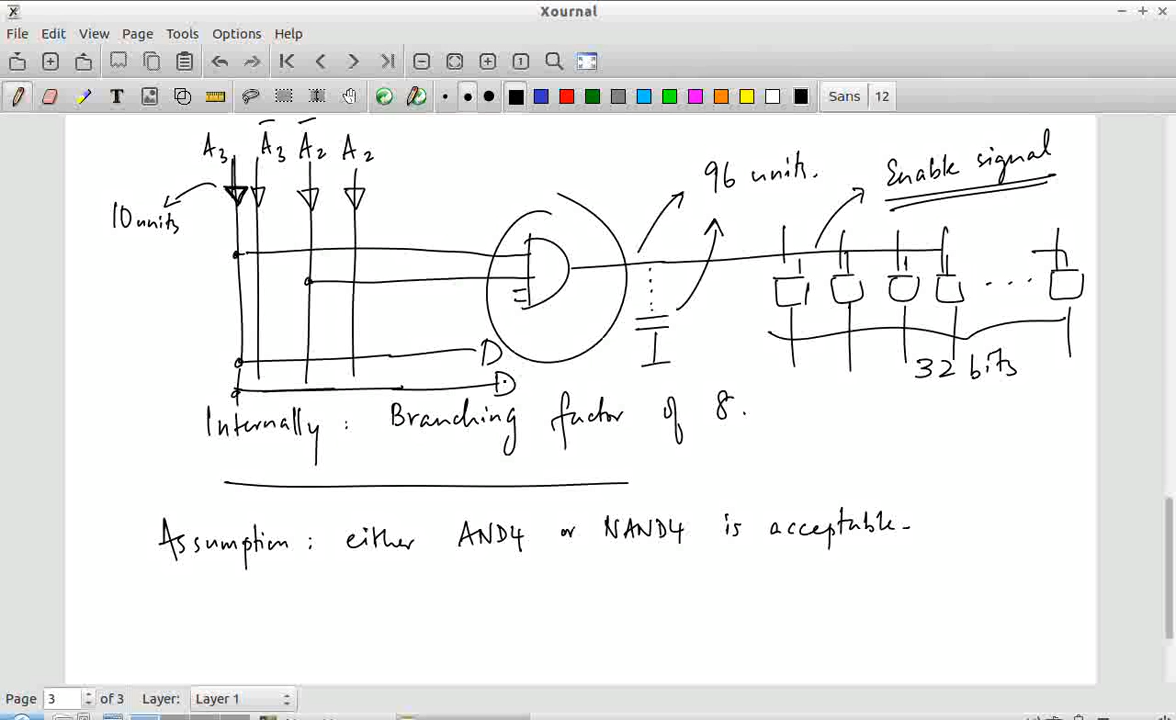 Xournal
File Edit View Page Tools Options Help
Sans 12
A3 A̅3 A̅2 A2
10 units
96 units.
Enable signal
32 bits
Internally : Branching factor of 8.
Assumption : either AND4 or NAND4 is acceptable.
Page 3 of 3 Layer: Layer 1